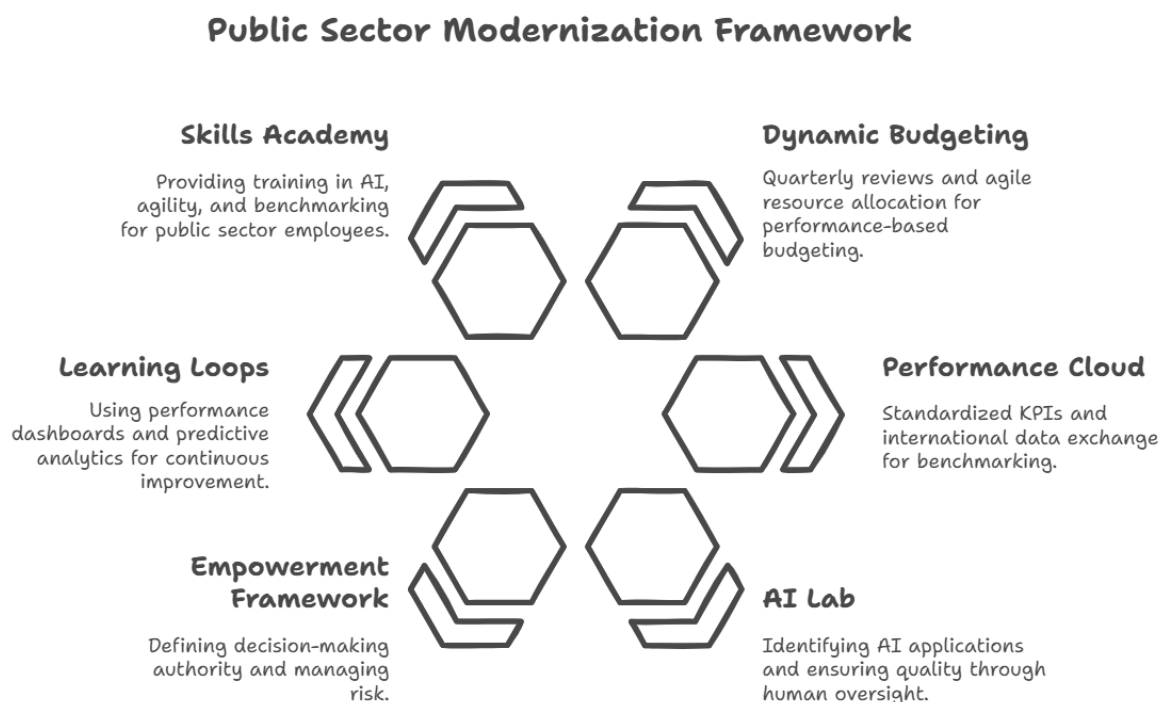 Public Sector Modernization Framework
Skills Academy
Providing training in AI,
agility, and benchmarking
for public sector employees.
Dynamic Budgeting
Quarterly reviews and agile
resource allocation for
performance-based
budgeting.
Learning Loops
Using performance
dashboards and predictive
analytics for continuous
improvement.
Performance Cloud
Standardized KPIs and
international data exchange
for benchmarking.
Empowerment
Framework
Defining decision-making
authority and managing
risk.
AI Lab
Identifying AI applications
and ensuring quality through
human oversight.